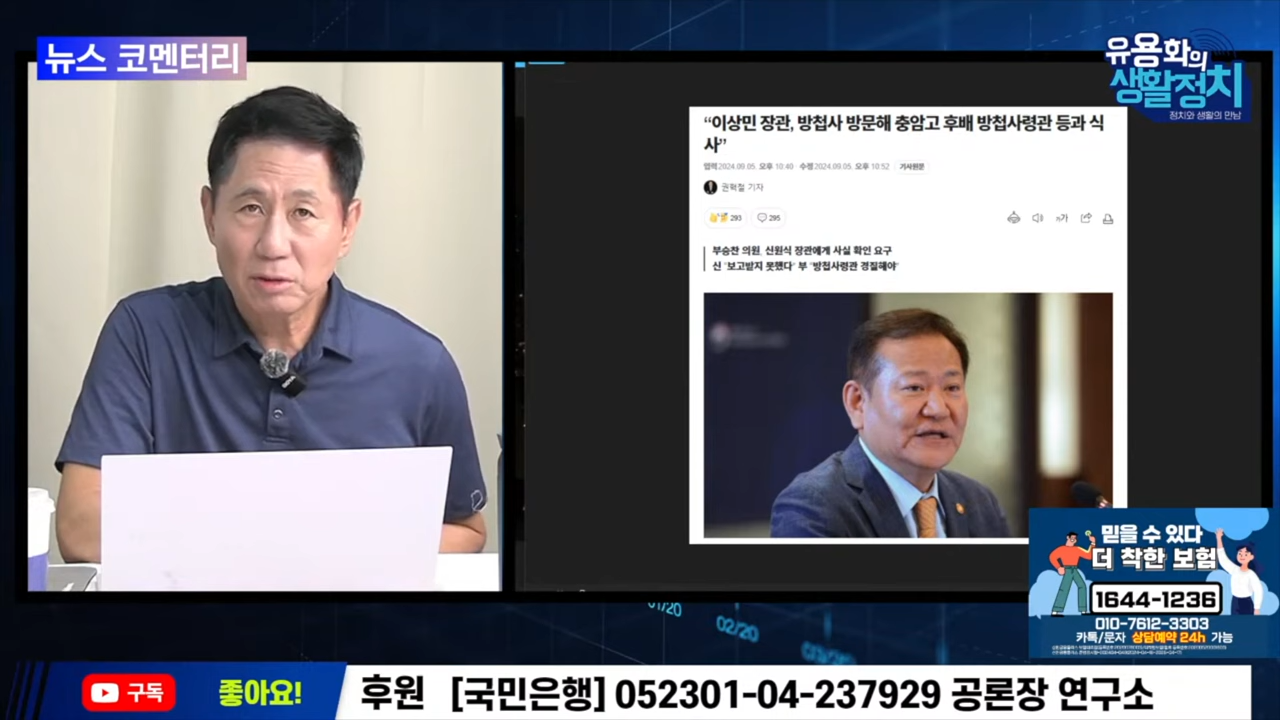 뉴스 코멘터리
유용화의
생활정치
정치와 생활의 만남
“이상민 장관, 방첩사 방문해 충암고 후배 방첩사령관 등과 식
사”
입력 2024.09.05. 오후 10:40 · 수정 2024.09.05. 오후 10:52 기사원문
권혁철 기자
293 295 가
부승찬 의원, 신원식 장관에게 사실 확인 요구
신 “보고받지 못했다” 부 “방첩사령관 경질해야”
믿을 수 있다
더 착한 보험
1644-1236
010-7612-3303
카톡/문자 상담예약 24h 가능
01/20
02/20
구독
좋아요!
후원 [국민은행] 052301-04-237929 공론장 연구소